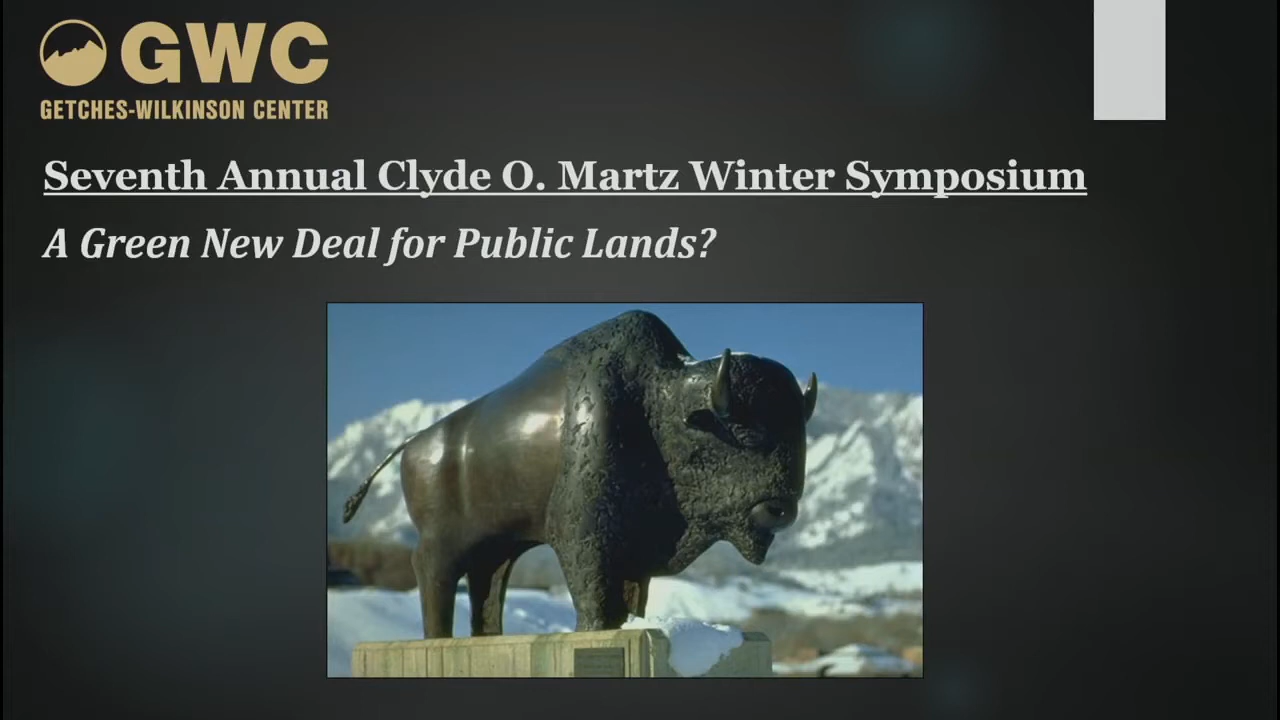 GWC
GETCHES-WILKINSON CENTER
Seventh Annual Clyde O. Martz Winter Symposium
A Green New Deal for Public Lands?